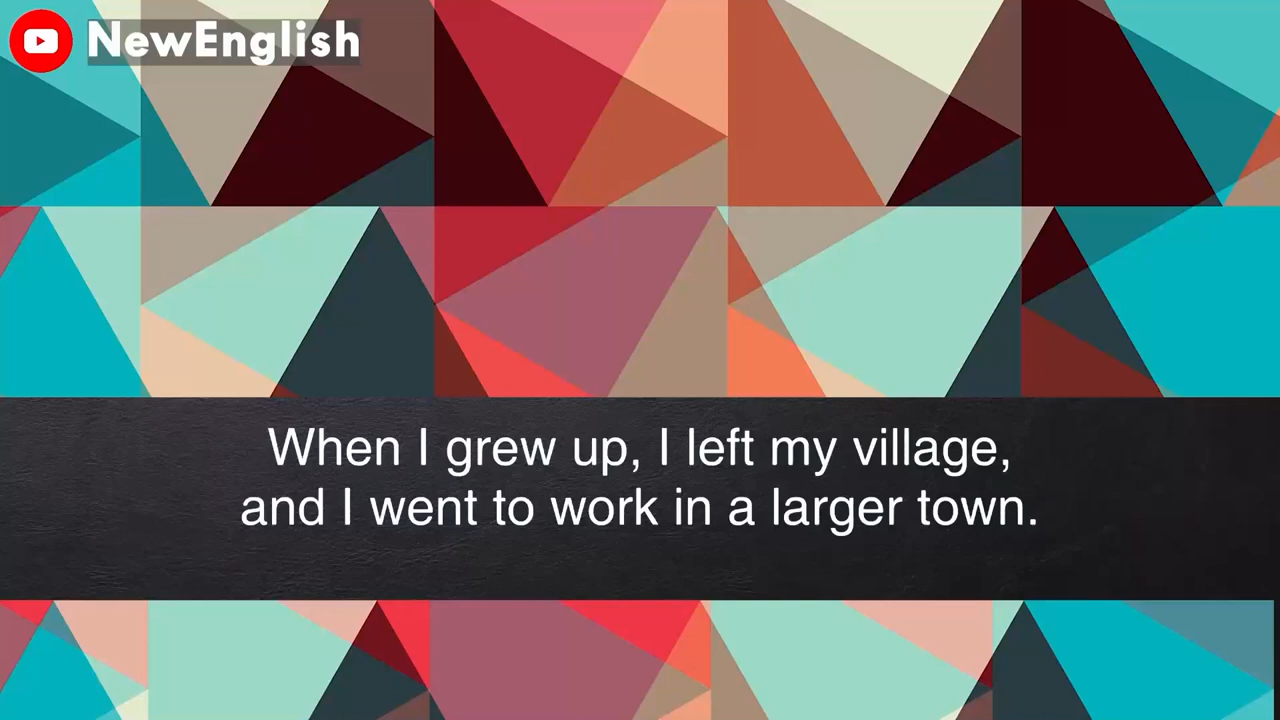 NewEnglish
When I grew up, I left my village,
and I went to work in a larger town.